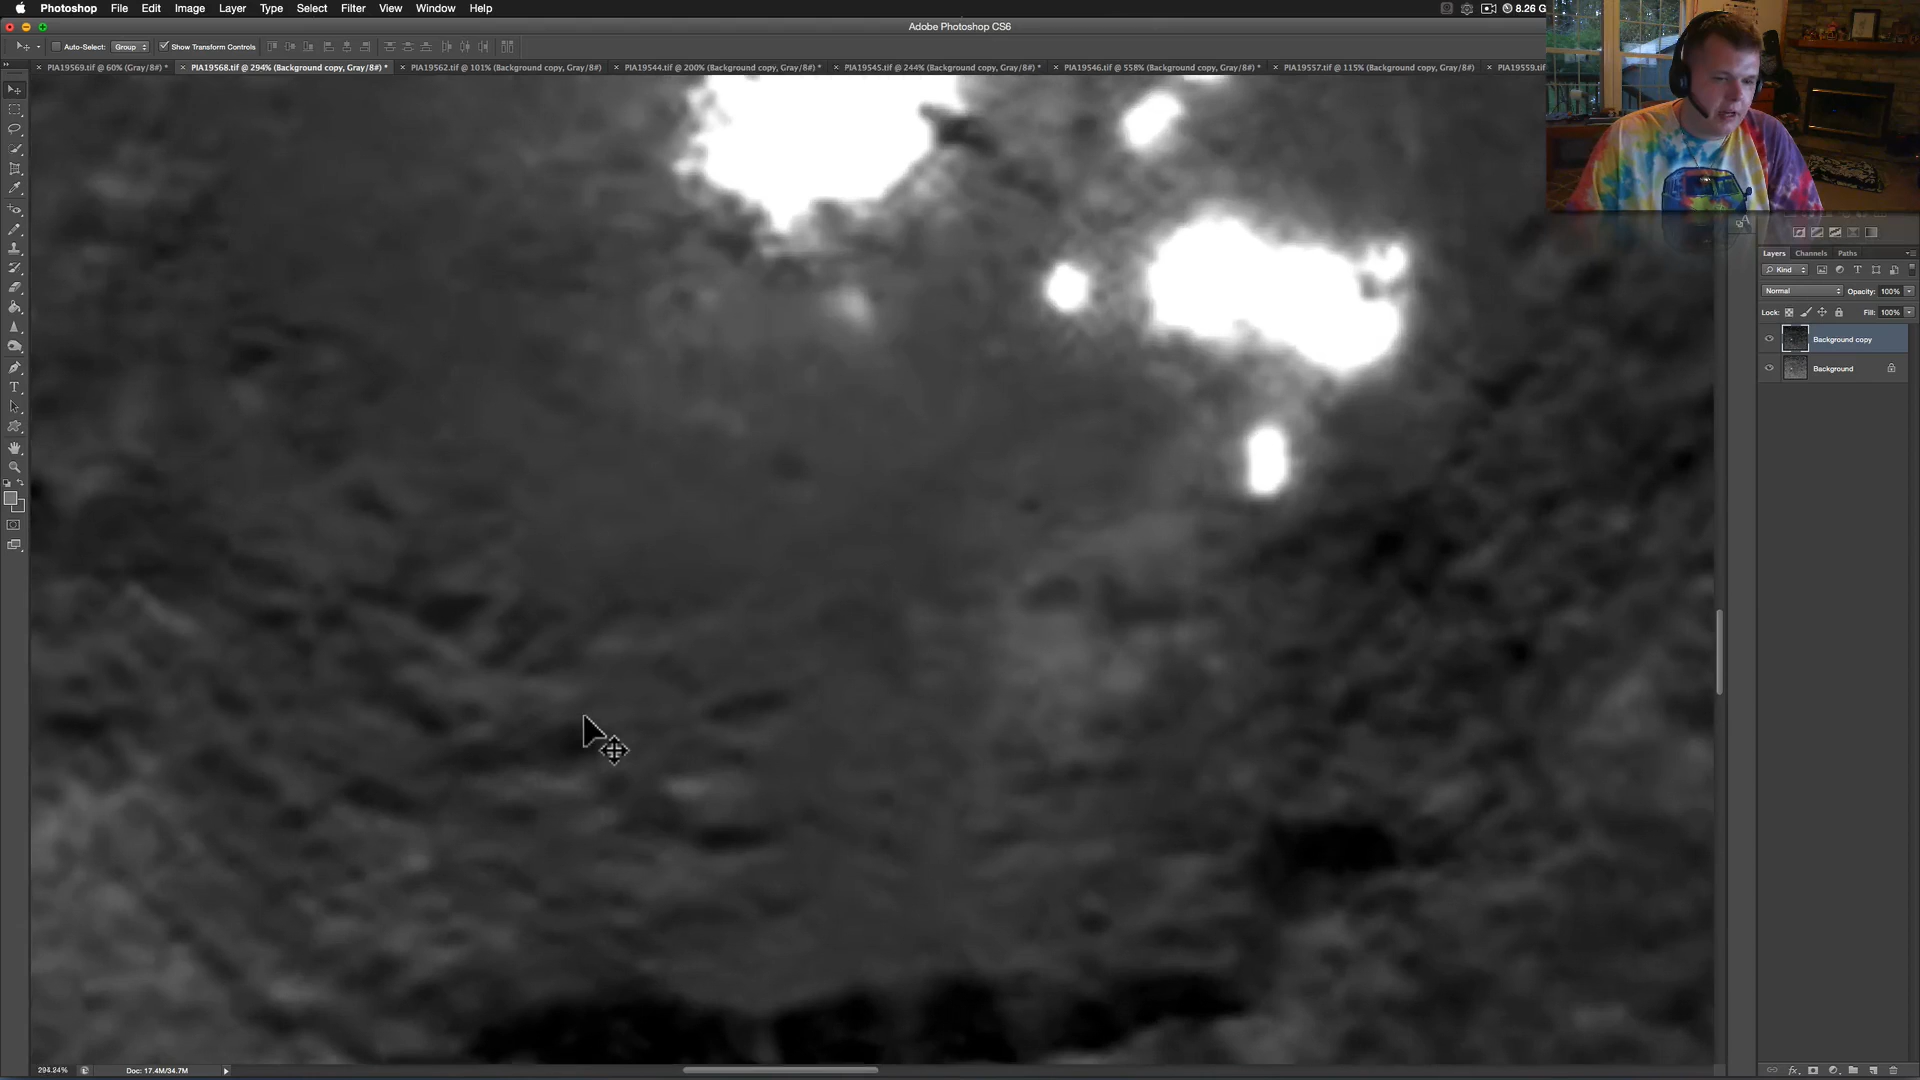 Photoshop File Edit Image Layer Type Select Filter View Window Help 8.26 G
Adobe Photoshop CS6
Auto-Select: Group Show Transform Controls
PIA19569.tif @ 60% (Gray/8#) * PIA19568.tif @ 294% (Background copy, Gray/8#) * PIA19562.tif @ 101% (Background copy, Gray/8#) PIA19544.tif @ 200% (Background copy, Gray/8#) * PIA19545.tif @ 244% (Background copy, Gray/8#) * PIA19546.tif @ 558% (Background copy, Gray/8#) * PIA19557.tif @ 115% (Background copy, Gray/8#) PIA19559.tif
Layers Channels Paths
Kind
Normal Opacity: 100%
Lock: Fill: 100%
Background copy
Background
294.24% Doc: 17.4M/34.7M